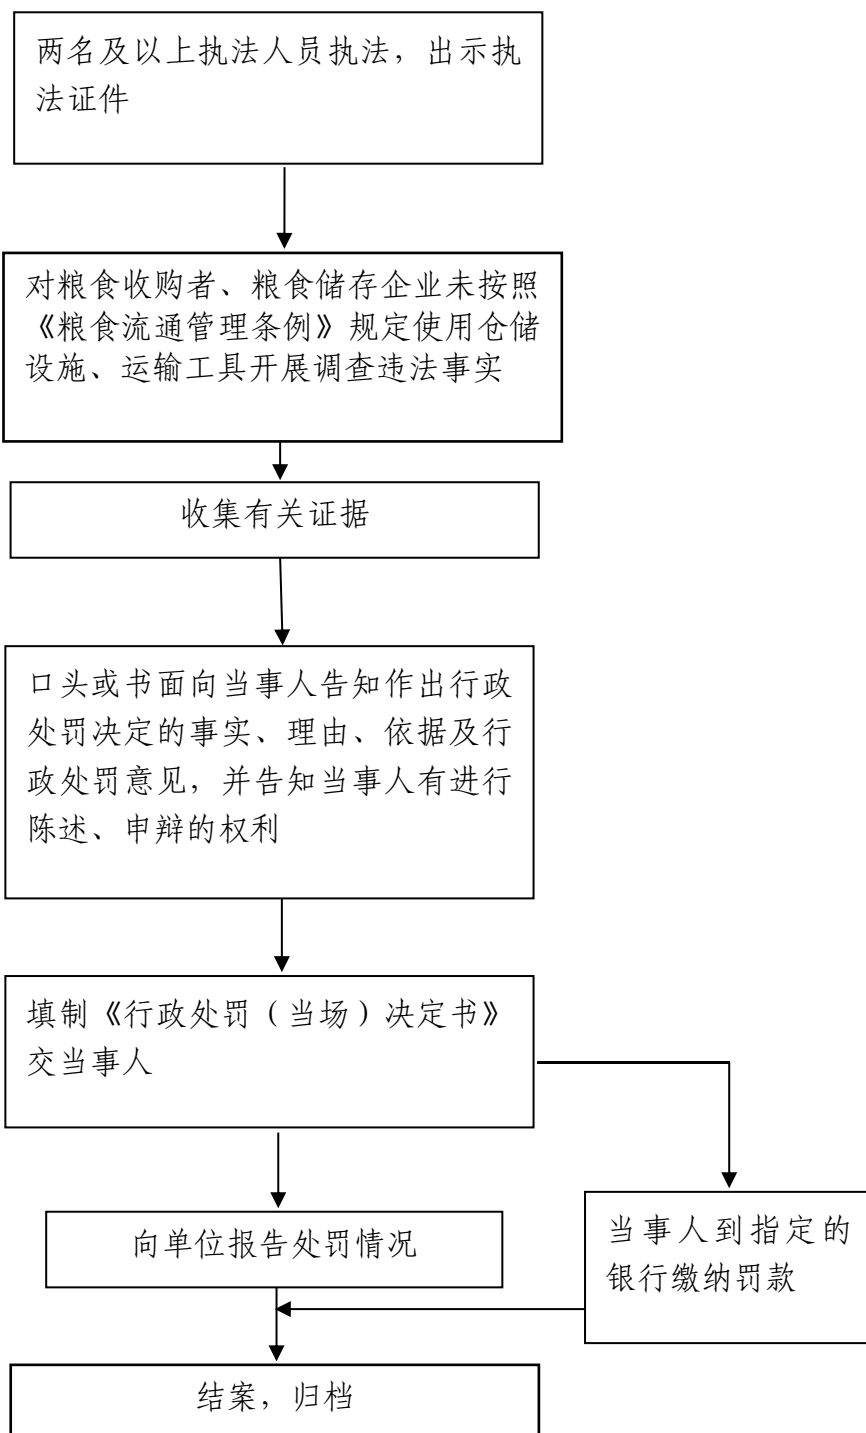 两名及以上执法人员执法，出示执
法证件
对粮食收购者、粮食储存企业未按照
《粮食流通管理条例》规定使用仓储
设施、运输工具开展调查违法事实
收集有关证据
口头或书面向当事人告知作出行政
处罚决定的事实、理由、依据及行
政处罚意见，并告知当事人有进行
陈述、申辩的权利
填制《行政处罚（当场）决定书》
交当事人
向单位报告处罚情况
当事人到指定的
银行缴纳罚款
结案，归档